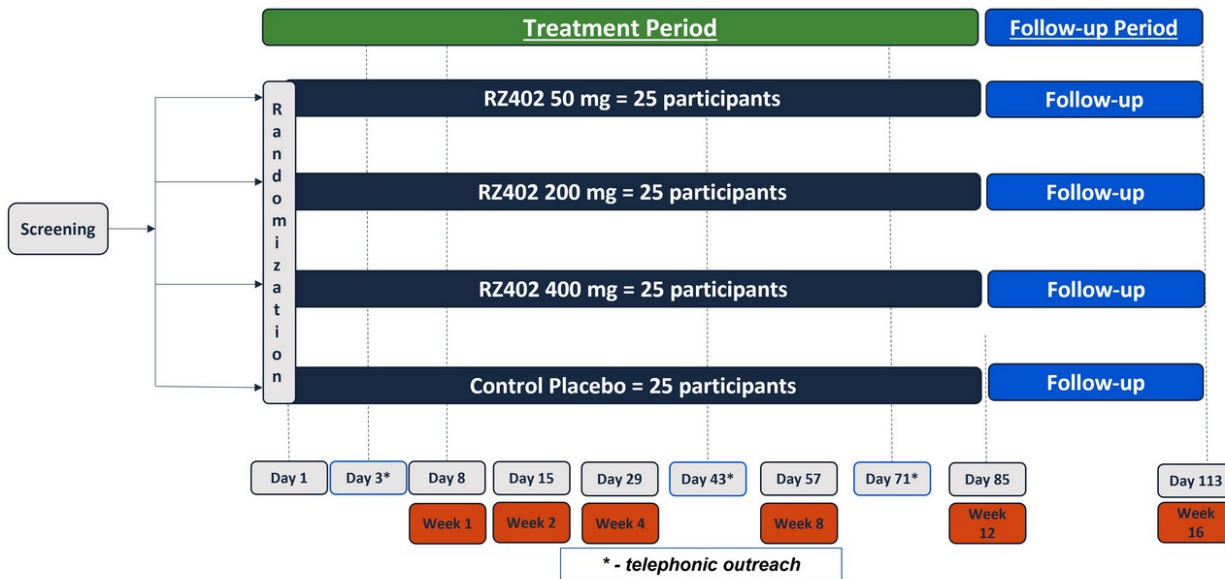 Treatment Period
Follow-up Period
Randomization
RZ402 50 mg = 25 participants
Follow-up
RZ402 200 mg = 25 participants
Follow-up
Screening
RZ402 400 mg = 25 participants
Follow-up
Control Placebo = 25 participants
Follow-up
Day 1
Day 3*
Day 8
Day 15
Day 29
Day 43*
Day 57
Day 71*
Day 85
Day 113
Week 1
Week 2
Week 4
Week 8
Week
12
Week
16
* - telephonic outreach